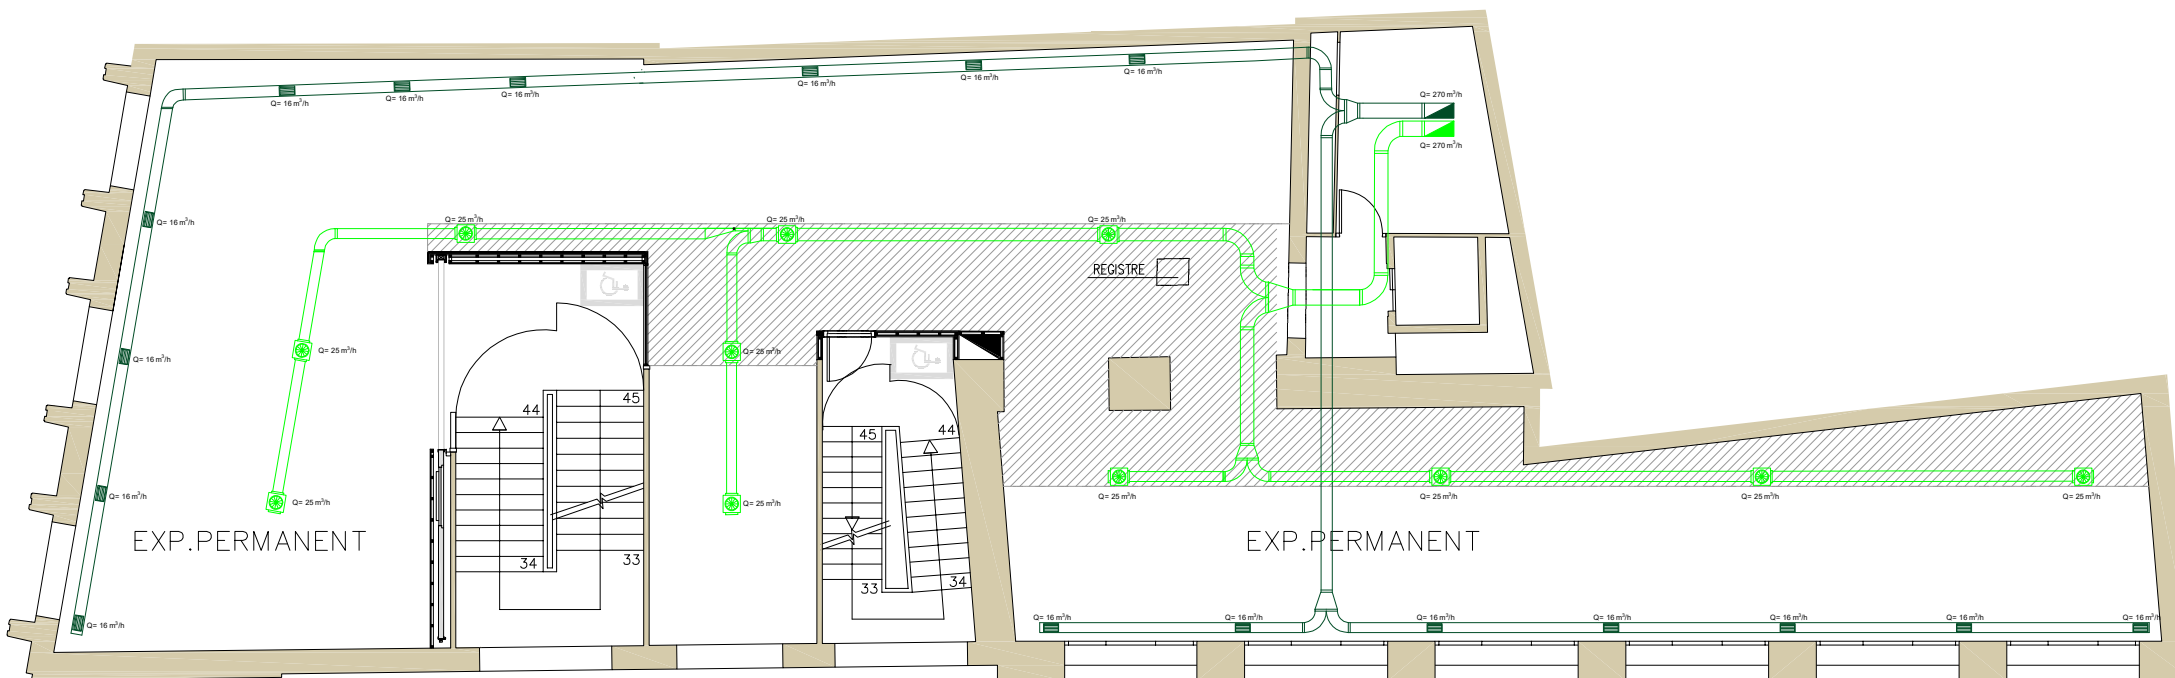 Q= 16 m³/h
Q= 16 m³/h
Q= 16 m³/h
Q= 16 m³/h
Q= 16 m³/h
Q= 16 m³/h
Q= 270 m³/h
Q= 270 m³/h
Q= 16 m³/h
Q= 25 m³/h
Q= 25 m³/h
Q= 25 m³/h
REGISTRE
Q= 16 m³/h
Q= 25 m³/h
Q= 25 m³/h
44
45
45
44
Q= 16 m³/h
Q= 25 m³/h
Q= 25 m³/h
Q= 25 m³/h
Q= 25 m³/h
Q= 25 m³/h
Q= 25 m³/h
EXP.PERMANENT
EXP.PERMANENT
34
33
33
34
Q= 16 m³/h
Q= 16 m³/h
Q= 16 m³/h
Q= 16 m³/h
Q= 16 m³/h
Q= 16 m³/h
Q= 16 m³/h
Q= 16 m³/h